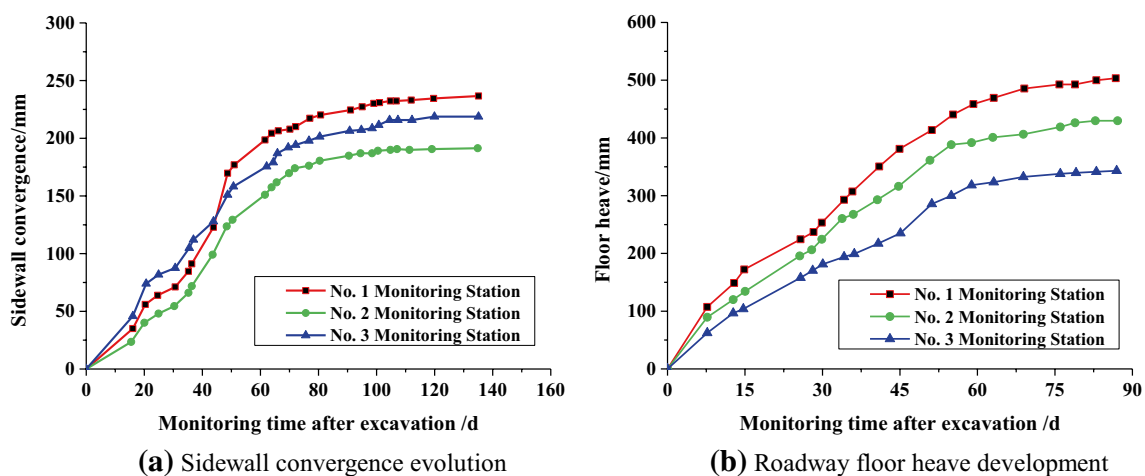 300
250
200
150
100
50
0
Sidewall convergence/mm
No. 1 Monitoring Station
No. 2 Monitoring Station
No. 3 Monitoring Station
0 20 40 60 80 100 120 140 160
Monitoring time after excavation /d
(a) Sidewall convergence evolution
600
500
400
300
200
100
0
Floor heave/mm
No. 1 Monitoring Station
No. 2 Monitoring Station
No. 3 Monitoring Station
0 15 30 45 60 75 90
Monitoring time after excavation /d
(b) Roadway floor heave development